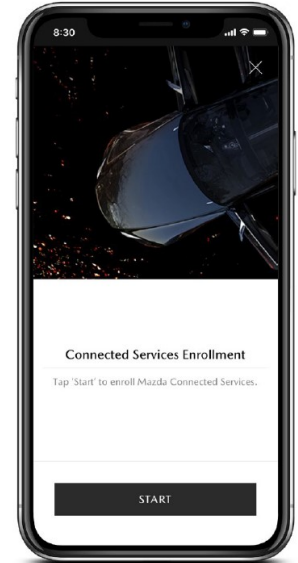 8:30
Connected Services Enrollment
Tap 'Start' to enroll Mazda Connected Services.
START